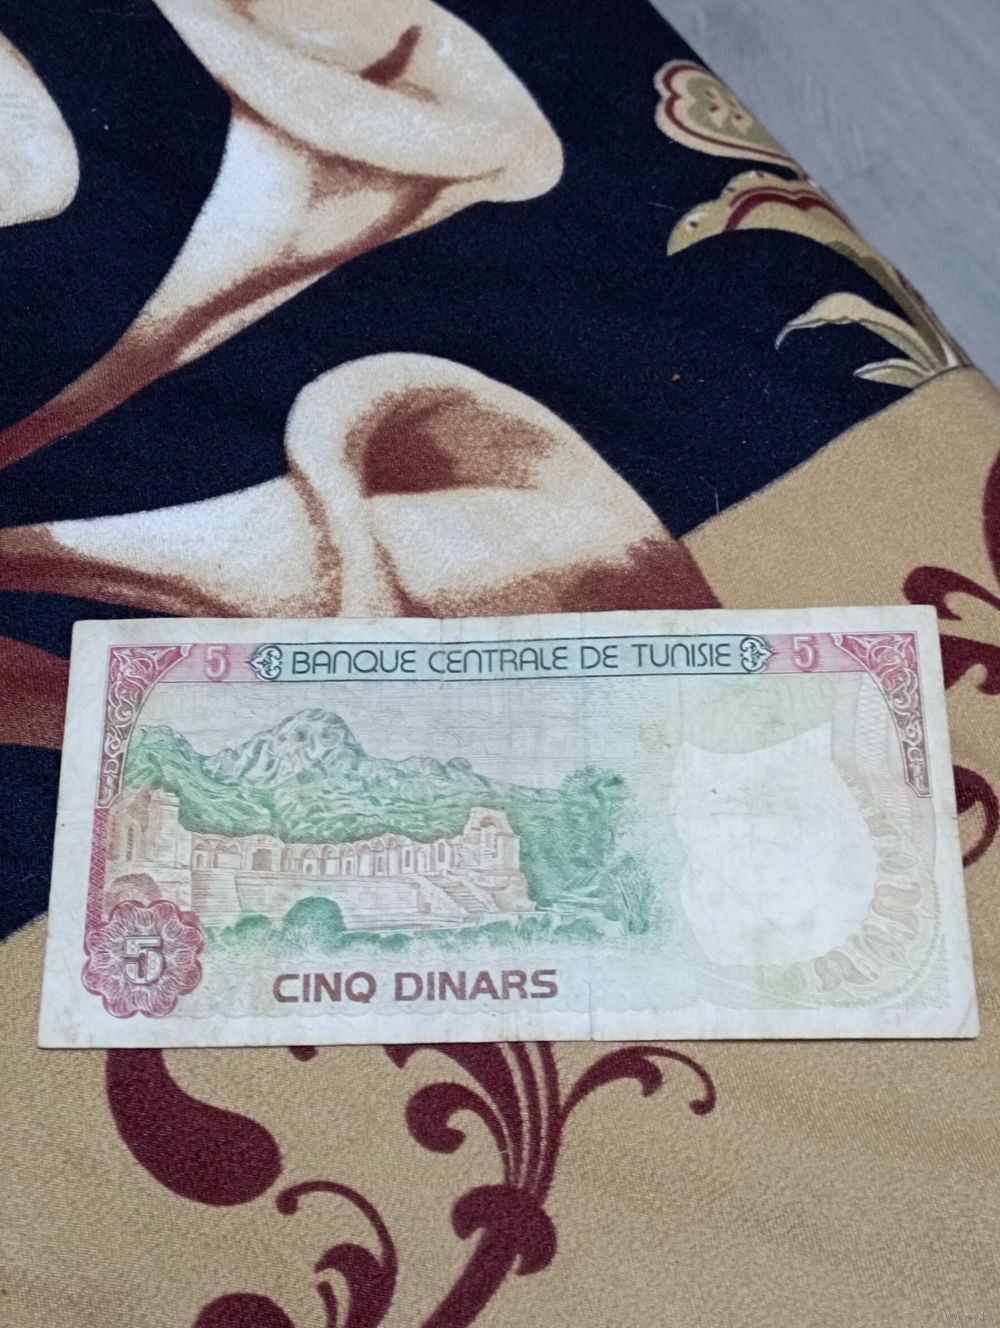 5 BANQUE CENTRALE DE TUNISIE 5
5
CINQ DINARS